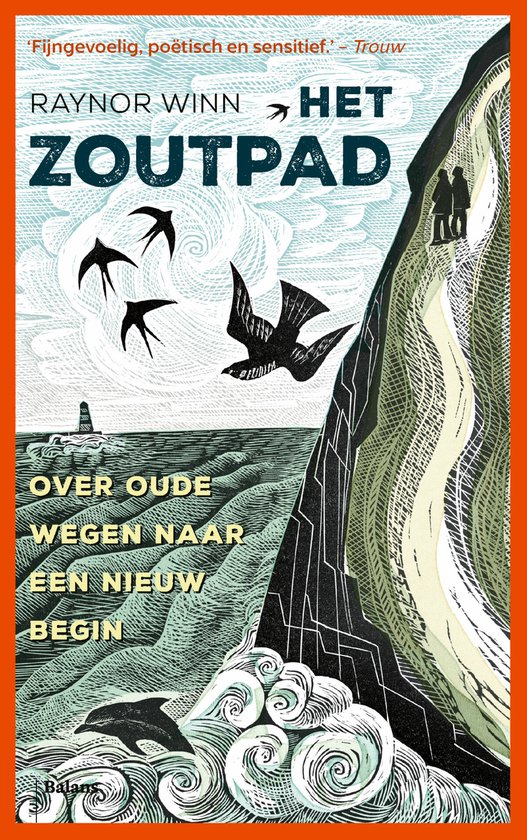 ‘Fijngevoelig, poëtisch en sensitief.’ – Trouw
RAYNOR WINN HET
ZOUTPAD
OVER OUDE
WEGEN NAAR
EEN NIEUW
BEGIN
Balans